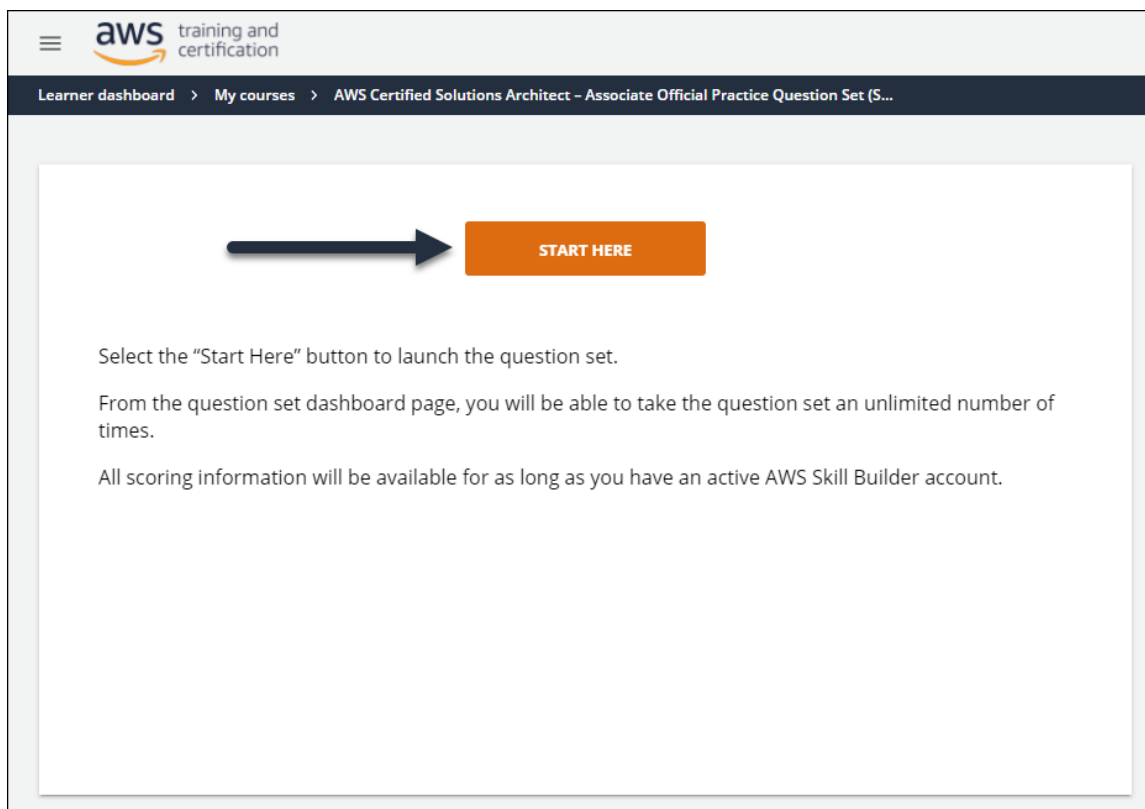 aws training and
certification
Learner dashboard > My courses > AWS Certified Solutions Architect – Associate Official Practice Question Set (S...
START HERE
Select the “Start Here” button to launch the question set.
From the question set dashboard page, you will be able to take the question set an unlimited number of
times.
All scoring information will be available for as long as you have an active AWS Skill Builder account.